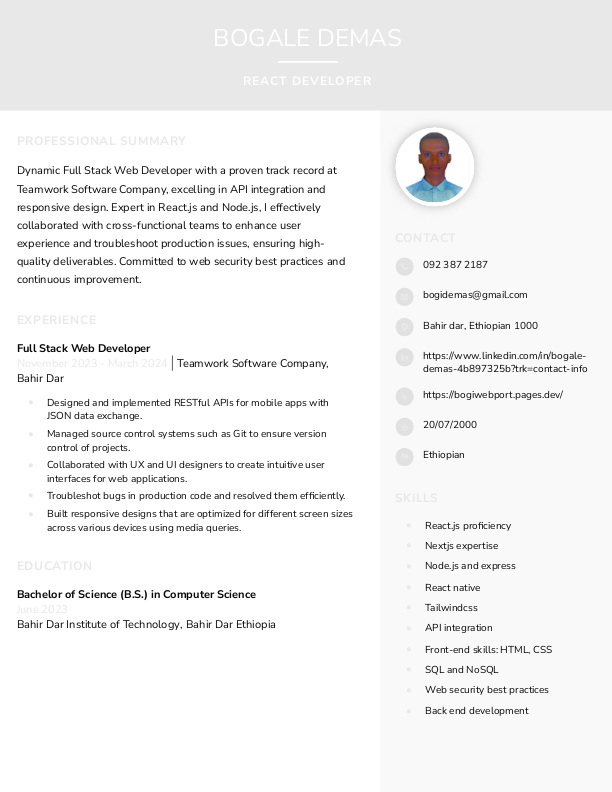 BOGALE DEMAS
REACT DEVELOPER
PROFESSIONAL SUMMARY
Dynamic Full Stack Web Developer with a proven track record at
Teamwork Software Company, excelling in API integration and
responsive design. Expert in React.js and Node.js, I effectively
collaborated with cross-functional teams to enhance user
experience and troubleshoot production issues, ensuring high-
quality deliverables. Committed to web security best practices and
continuous improvement.
EXPERIENCE
Full Stack Web Developer
November 2023 - March 2024 | Teamwork Software Company,
Bahir Dar
Designed and implemented RESTful APIs for mobile apps with
JSON data exchange.
Managed source control systems such as Git to ensure version
control of projects.
Collaborated with UX and UI designers to create intuitive user
interfaces for web applications.
Troubleshot bugs in production code and resolved them efficiently.
Built responsive designs that are optimized for different screen sizes
across various devices using media queries.
EDUCATION
Bachelor of Science (B.S.) in Computer Science
June 2023
Bahir Dar Institute of Technology, Bahir Dar Ethiopia
CONTACT
092 387 2187
bogidemas@gmail.com
Bahir dar, Ethiopian 1000
https://www.linkedin.com/in/bogale-
demas-4b897325b?trk=contact-info
https://bogiwebport.pages.dev/
20/07/2000
Ethiopian
SKILLS
React.js proficiency
Nextjs expertise
Node.js and express
React native
Tailwindcss
API integration
Front-end skills: HTML, CSS
SQL and NoSQL
Web security best practices
Back end development